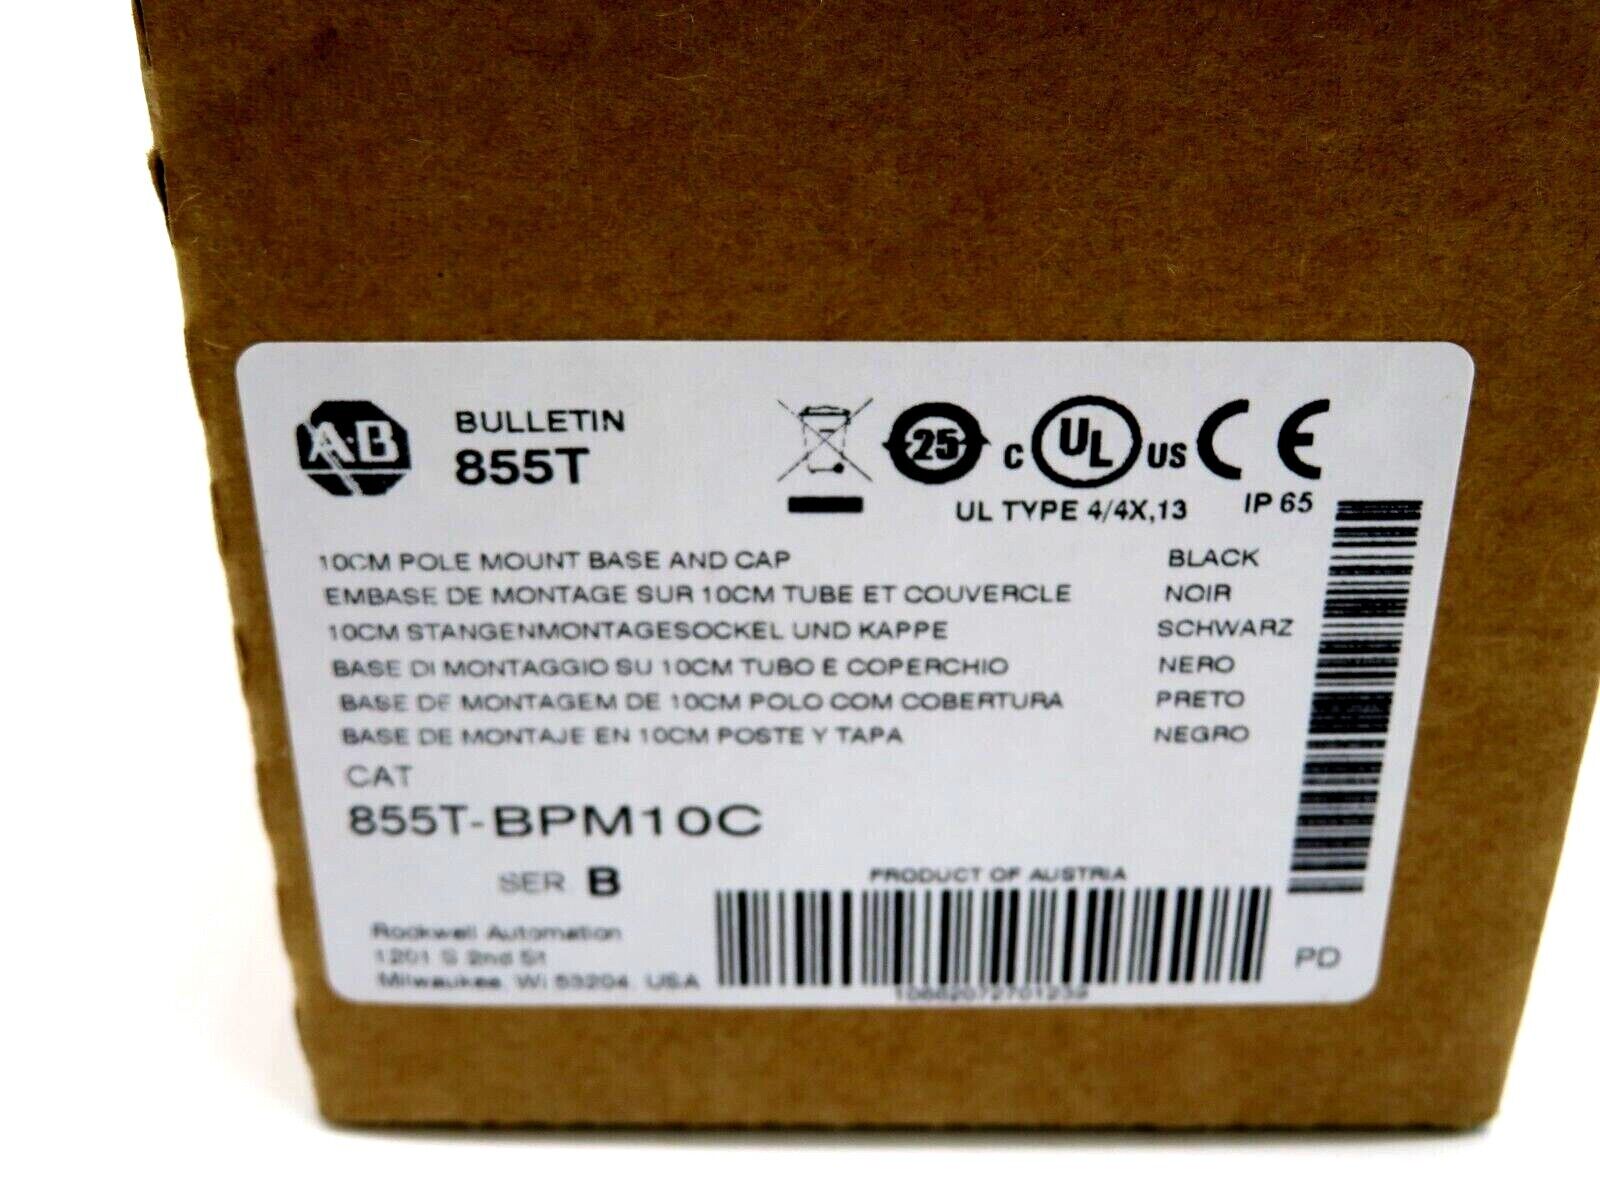 A·B
BULLETIN
855T
25
C UL US CE
UL TYPE 4/4X,13 IP 65
10CM POLE MOUNT BASE AND CAP BLACK
EMBASE DE MONTAGE SUR 10CM TUBE ET COUVERCLE NOIR
10CM STANGENMONTAGESOCKEL UND KAPPE SCHWARZ
BASE DI MONTAGGIO SU 10CM TUBO E COPERCHIO NERO
BASE DE MONTAGEM DE 10CM POLO COM COBERTURA PRETO
BASE DE MONTAJE EN 10CM POSTE Y TAPA NEGRO
CAT
855T-BPM10C
SER B
PRODUCT OF AUSTRIA
Rockwell Automation
1201 S 2nd St
Milwaukee, WI 53204, USA
PD